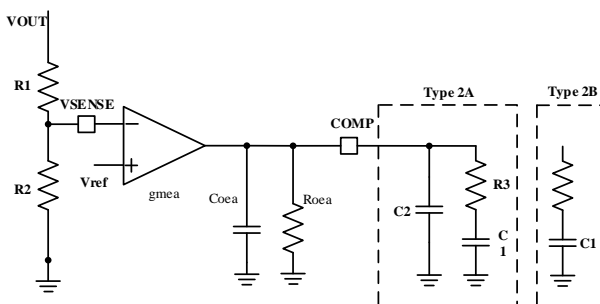 VOUT
Type 2A
Type 2B
R1
VSENSE
COMP
R2
Vref
gmea
Coea
Roea
C2
R3
C
1
C1